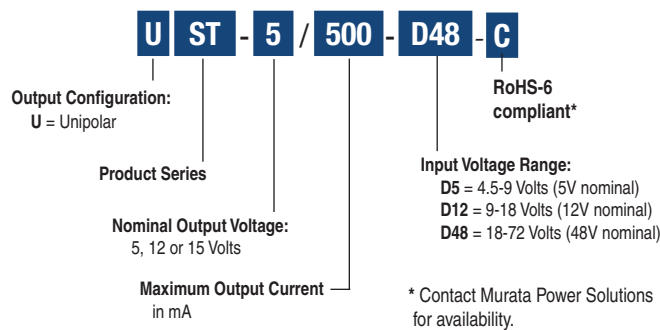 U ST - 5 / 500 - D48 - C
Output Configuration:
U = Unipolar
RoHS-6
compliant*
Product Series
Input Voltage Range:
D5 = 4.5-9 Volts (5V nominal)
D12 = 9-18 Volts (12V nominal)
D48 = 18-72 Volts (48V nominal)
Nominal Output Voltage:
5, 12 or 15 Volts
Maximum Output Current
in mA
* Contact Murata Power Solutions
for availability.